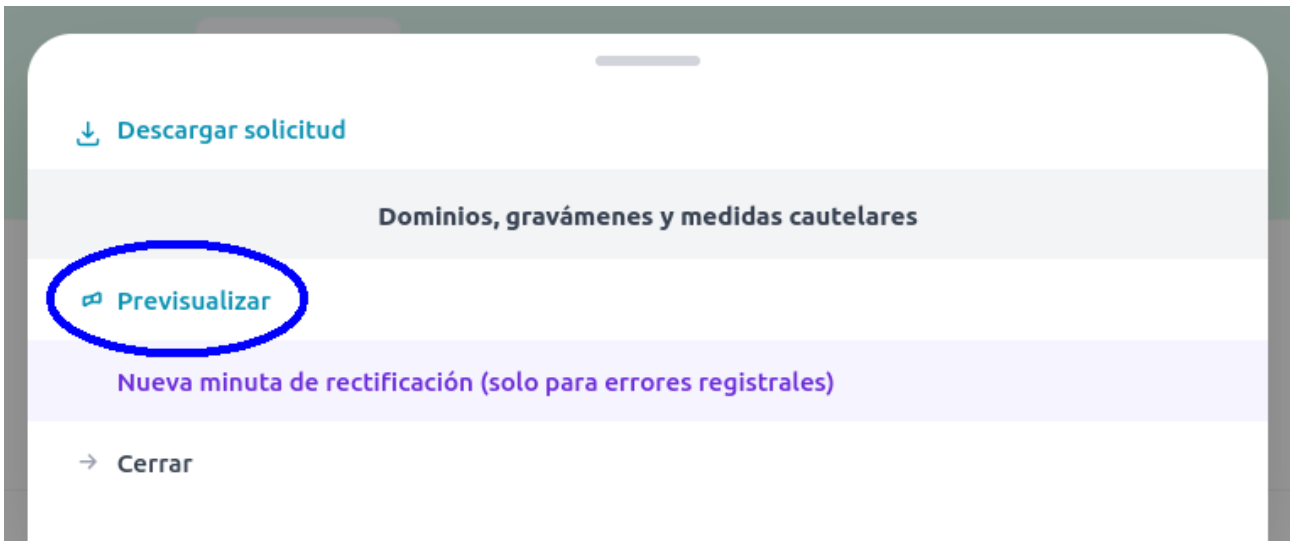 Descargar solicitud
Dominios, gravámenes y medidas cautelares
Previsualizar
Nueva minuta de rectificación (solo para errores registrales)
Cerrar